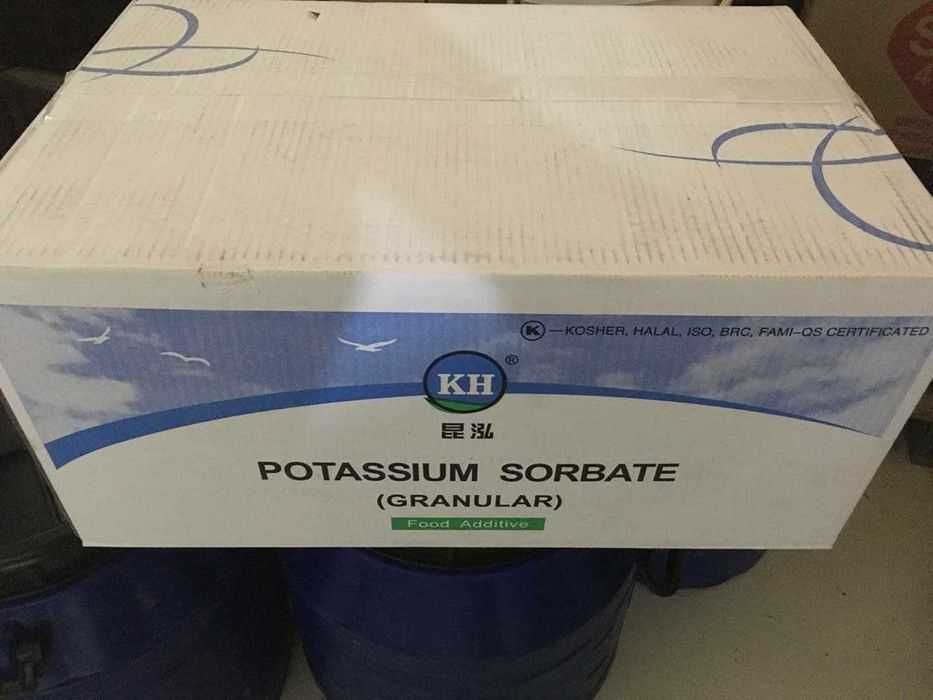 K —KOSHER, HALAL, ISO, BRC, FAMI-QS CERTIFICATED
KH ®
昆泓
POTASSIUM SORBATE
(GRANULAR)
Food Additive